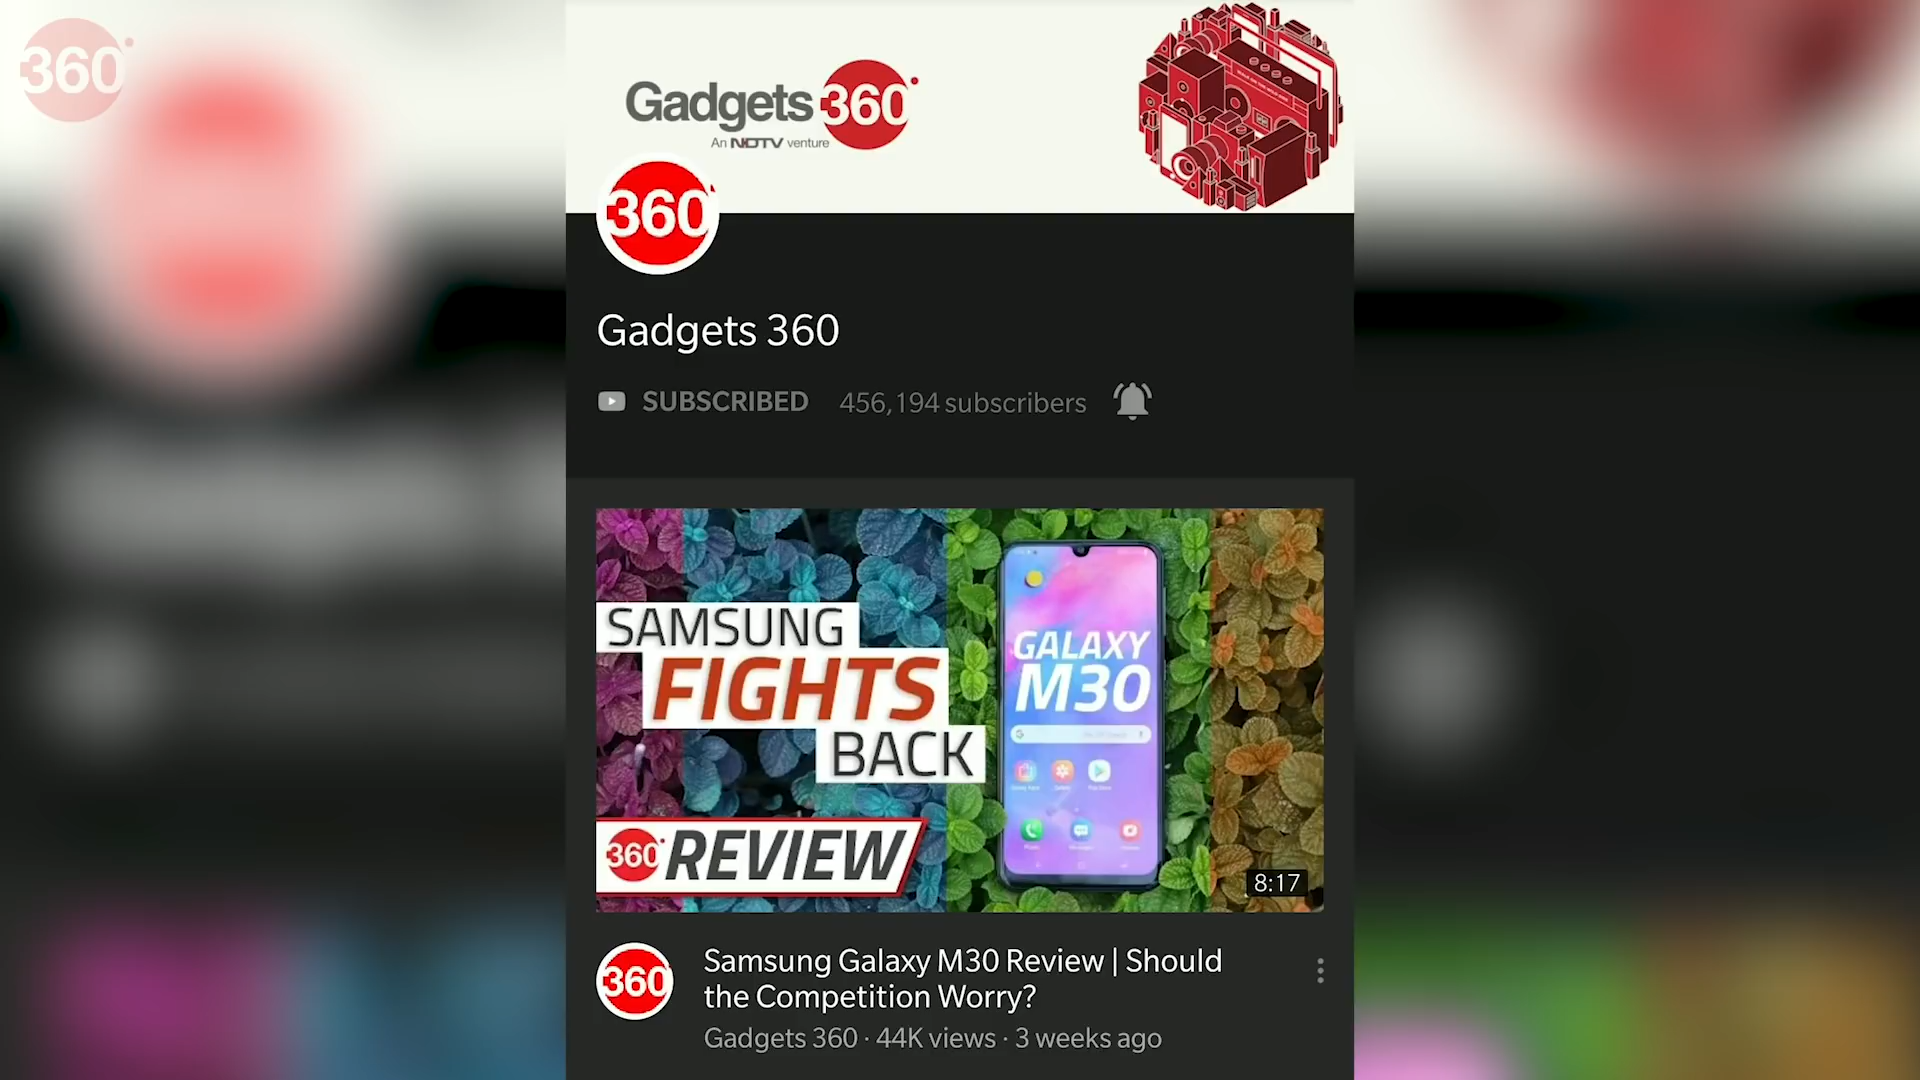 360
Gadgets 360
An NDTV venture
360
Gadgets 360
SUBSCRIBED 456,194 subscribers
SAMSUNG
FIGHTS
BACK
GALAXY
M30
360 REVIEW
8:17
360
Samsung Galaxy M30 Review | Should
the Competition Worry?
Gadgets 360 · 44K views · 3 weeks ago